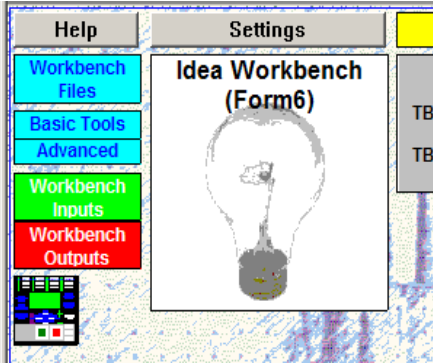 Help
Settings
Workbench
Files
Basic Tools
Advanced
Workbench
Inputs
Workbench
Outputs
Idea Workbench
(Form6)
TB
TB